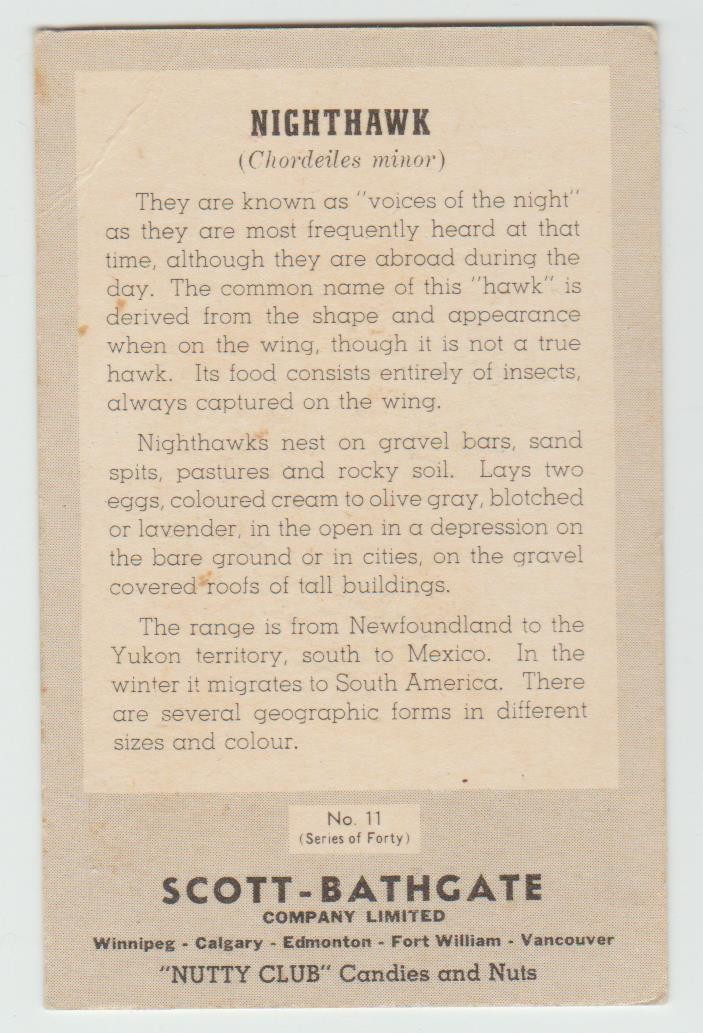 NIGHTHAWK
(Chordeiles minor)
They are known as "voices of the night"
as they are most frequently heard at that
time, although they are abroad during the
day. The common name of this "hawk" is
derived from the shape and appearance
when on the wing, though it is not a true
hawk. Its food consists entirely of insects,
always captured on the wing.
Nighthawks nest on gravel bars, sand
spits, pastures and rocky soil. Lays two
eggs, coloured cream to olive gray, blotched
or lavender, in the open in a depression on
the bare ground or in cities, on the gravel
covered roofs of tall buildings.
The range is from Newfoundland to the
Yukon territory, south to Mexico. In the
winter it migrates to South America. There
are several geographic forms in different
sizes and colour.
No. 11
(Series of Forty)
SCOTT-BATHGATE
COMPANY LIMITED
Winnipeg - Calgary - Edmonton - Fort William - Vancouver
"NUTTY CLUB" Candies and Nuts